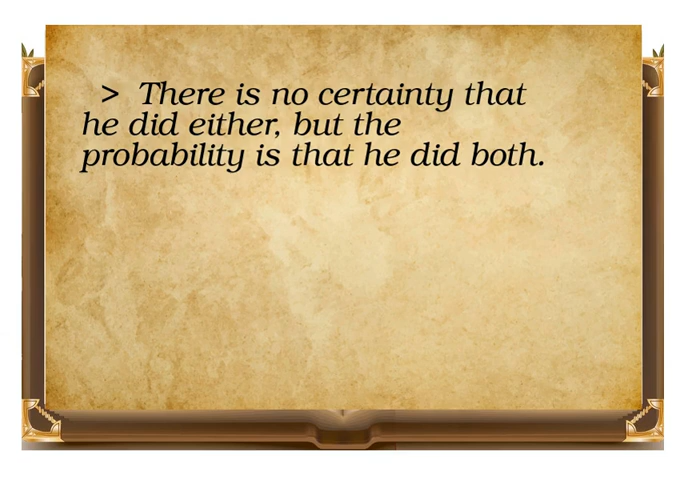 > There is no certainty that
he did either, but the
probability is that he did both.